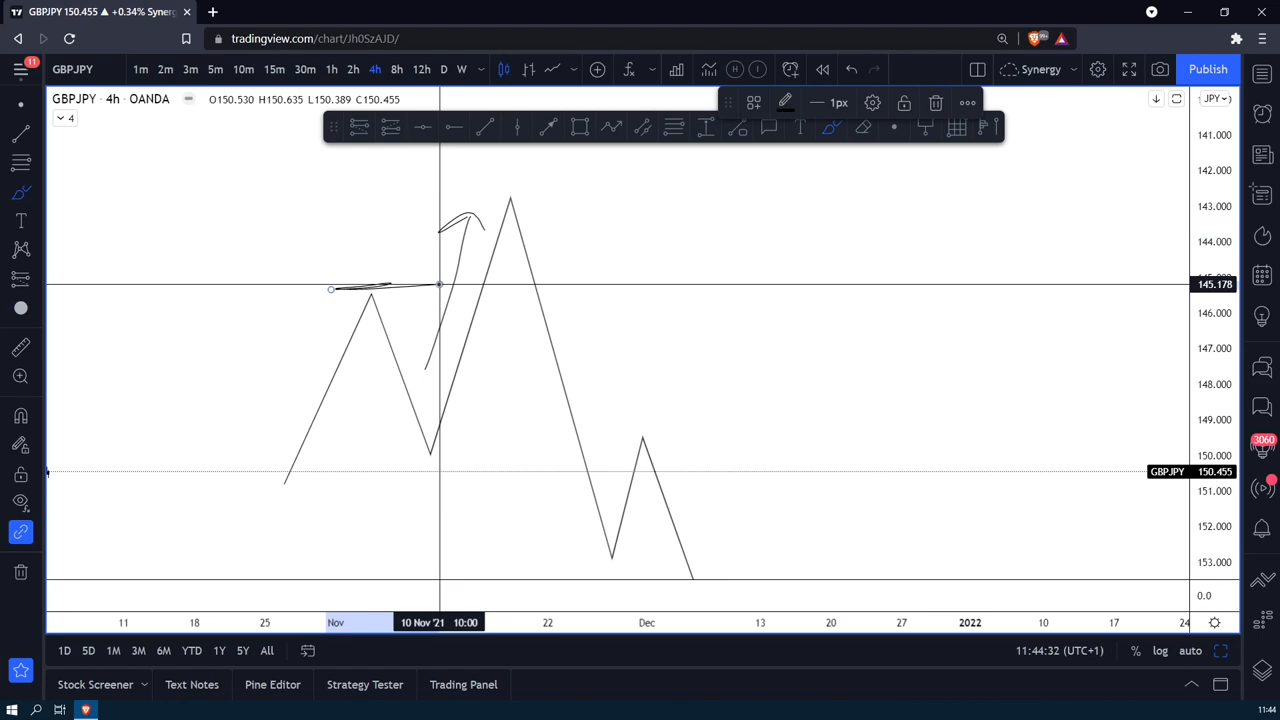 GBPJPY 150.455 ▲ +0.34% Synerg
tradingview.com/chart/Jh0SzAJD/
11
GBPJPY
1m 2m 3m 5m 10m 15m 30m 1h 2h 4h 8h 12h D W
Synergy
Publish
GBPJPY · 4h · OANDA
O150.530 H150.635 L150.389 C150.455
1px
JPY
4
T
141.000
142.000
143.000
144.000
145.178
146.000
147.000
148.000
149.000
150.000
GBPJPY 150.455
151.000
152.000
153.000
0.0
3060
11 18 25 Nov 10 Nov '21 10:00 22 Dec 13 20 27 2022 10 17 24
1D 5D 1M 3M 6M YTD 1Y 5Y All
11:44:32 (UTC+1)
% log auto
Stock Screener Text Notes Pine Editor Strategy Tester Trading Panel
11:44